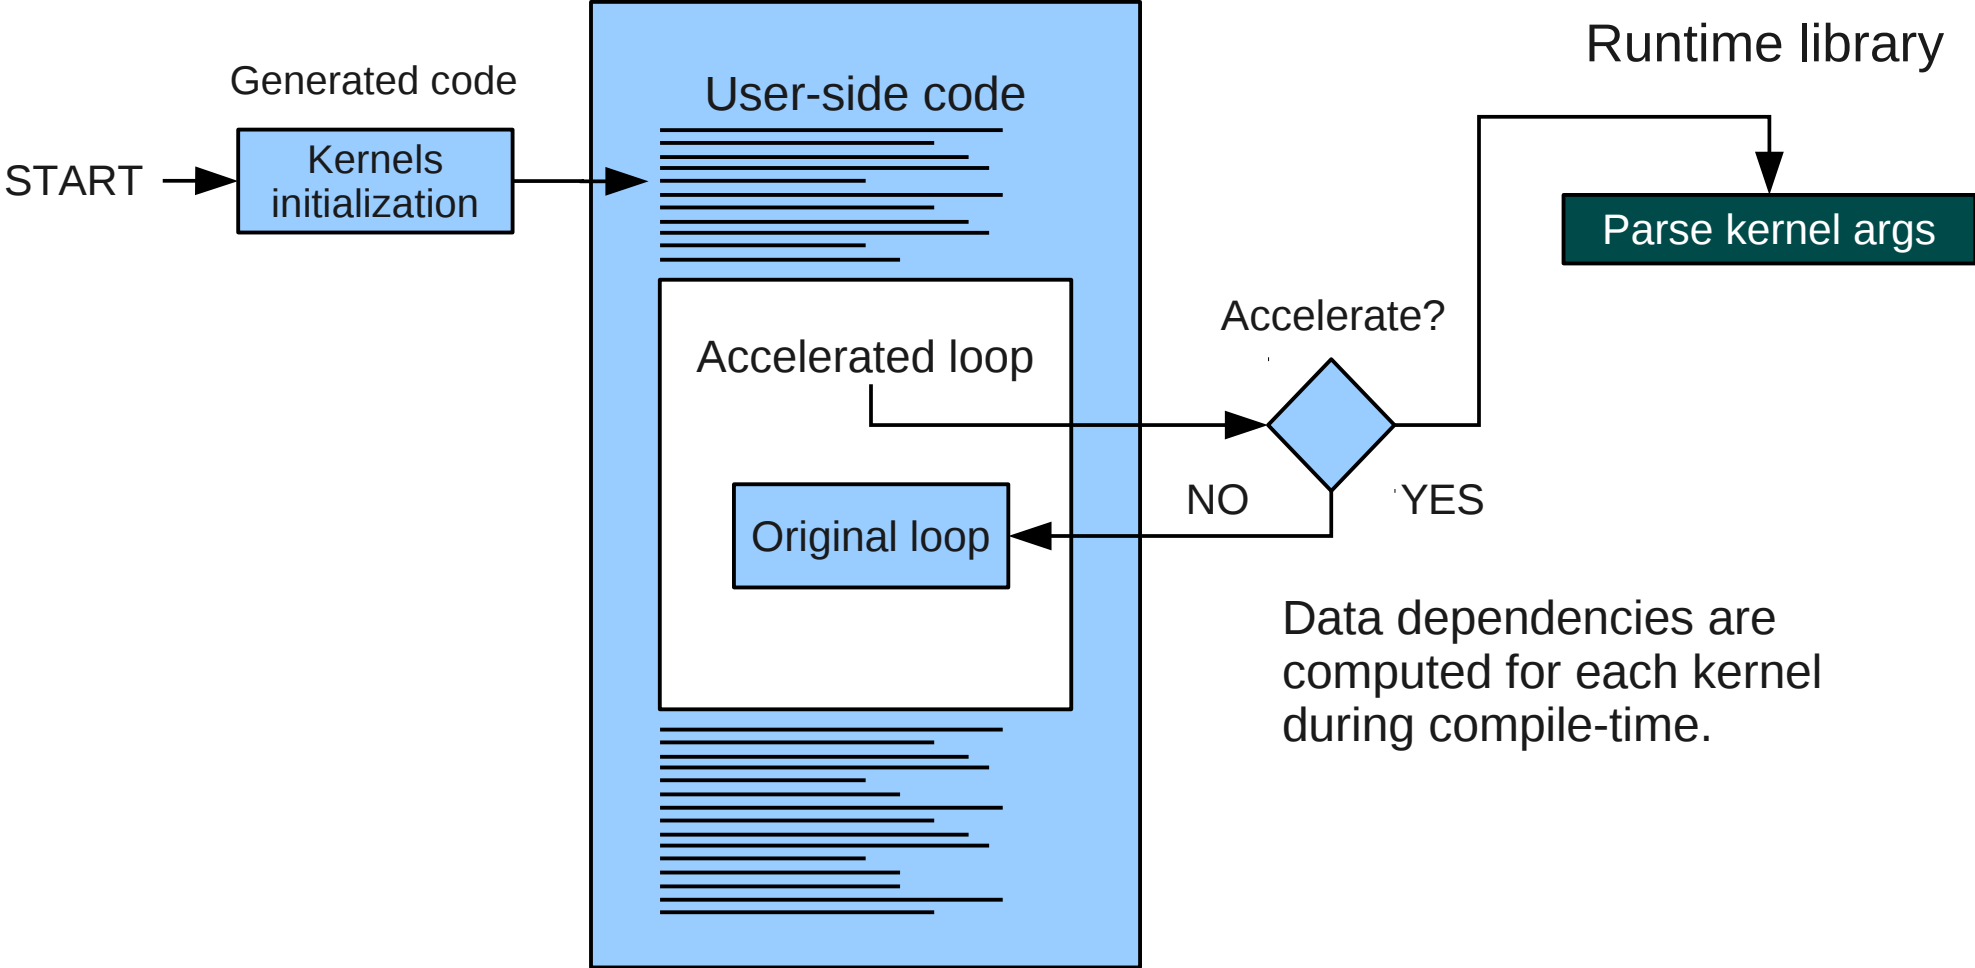 Runtime library
Generated code
User-side code
START
Kernels
initialization
Parse kernel args
Accelerate?
Accelerated loop
NO
YES
Original loop
Data dependencies are
computed for each kernel
during compile-time.